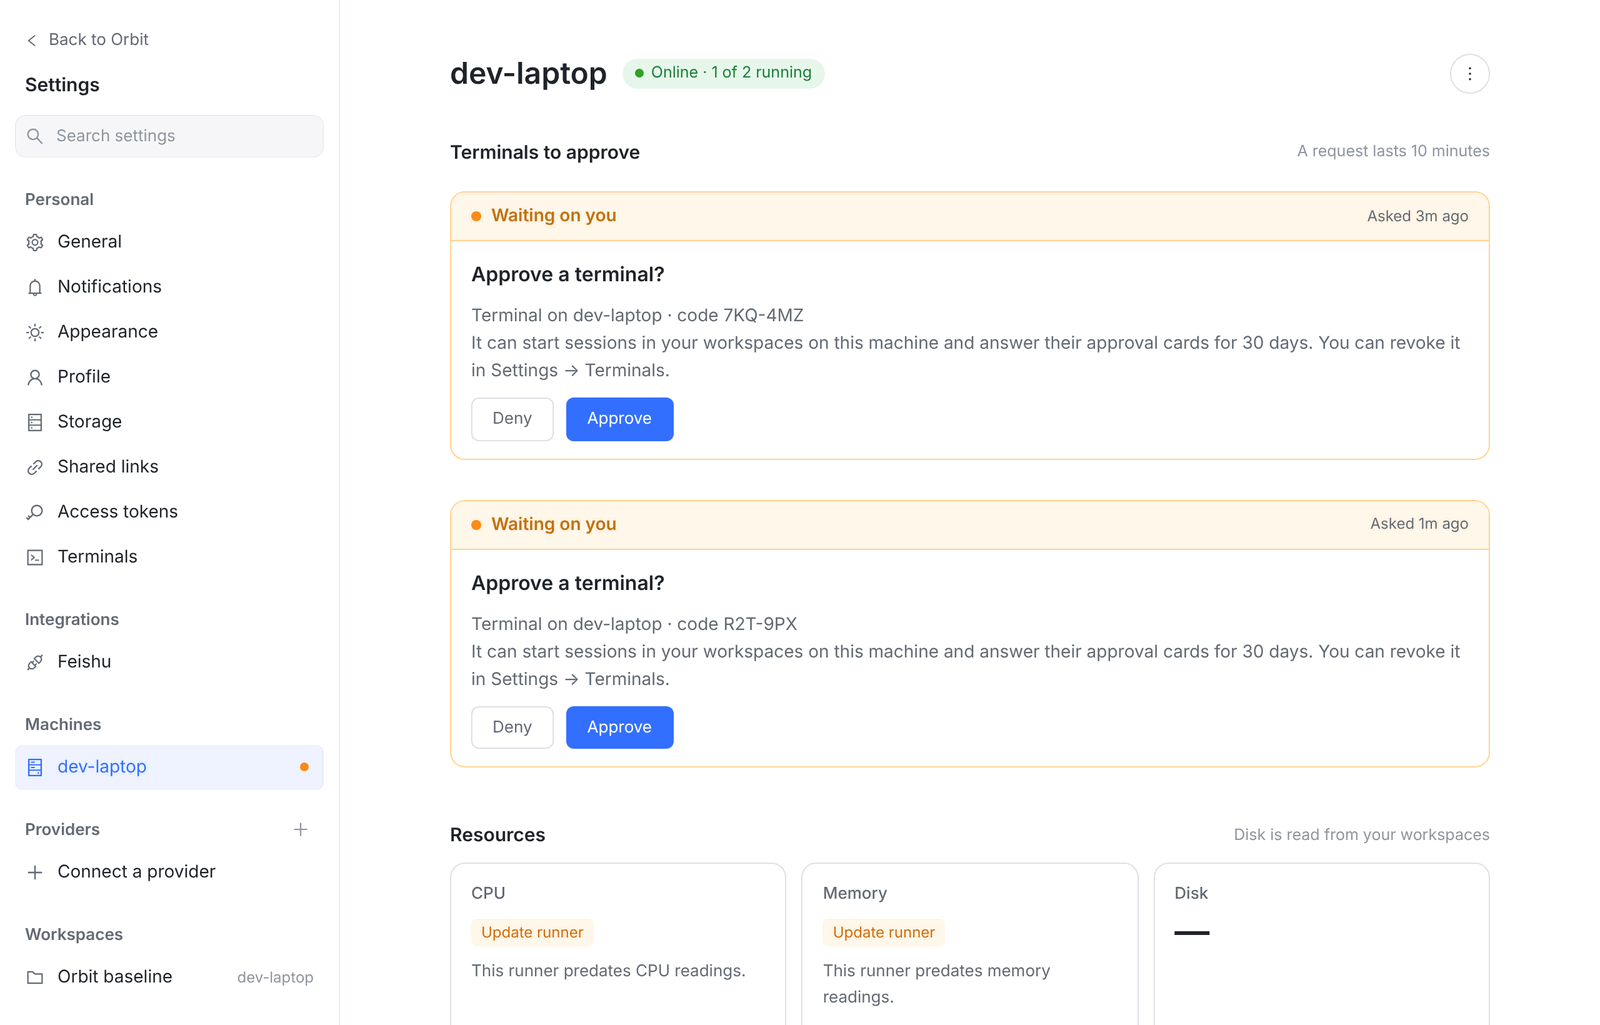 Back to Orbit
Settings
Search settings
Personal
General
Notifications
Appearance
Profile
Storage
Shared links
Access tokens
Terminals
Integrations
Feishu
Machines
dev-laptop
Providers
Connect a provider
Workspaces
Orbit baseline dev-laptop
dev-laptop Online · 1 of 2 running
Terminals to approve A request lasts 10 minutes
Waiting on you Asked 3m ago
Approve a terminal?
Terminal on dev-laptop · code 7KQ-4MZ
It can start sessions in your workspaces on this machine and answer their approval cards for 30 days. You can revoke it
in Settings → Terminals.
Deny Approve
Waiting on you Asked 1m ago
Approve a terminal?
Terminal on dev-laptop · code R2T-9PX
It can start sessions in your workspaces on this machine and answer their approval cards for 30 days. You can revoke it
in Settings → Terminals.
Deny Approve
Resources Disk is read from your workspaces
CPU
Update runner
This runner predates CPU readings.
Memory
Update runner
This runner predates memory
readings.
Disk
—